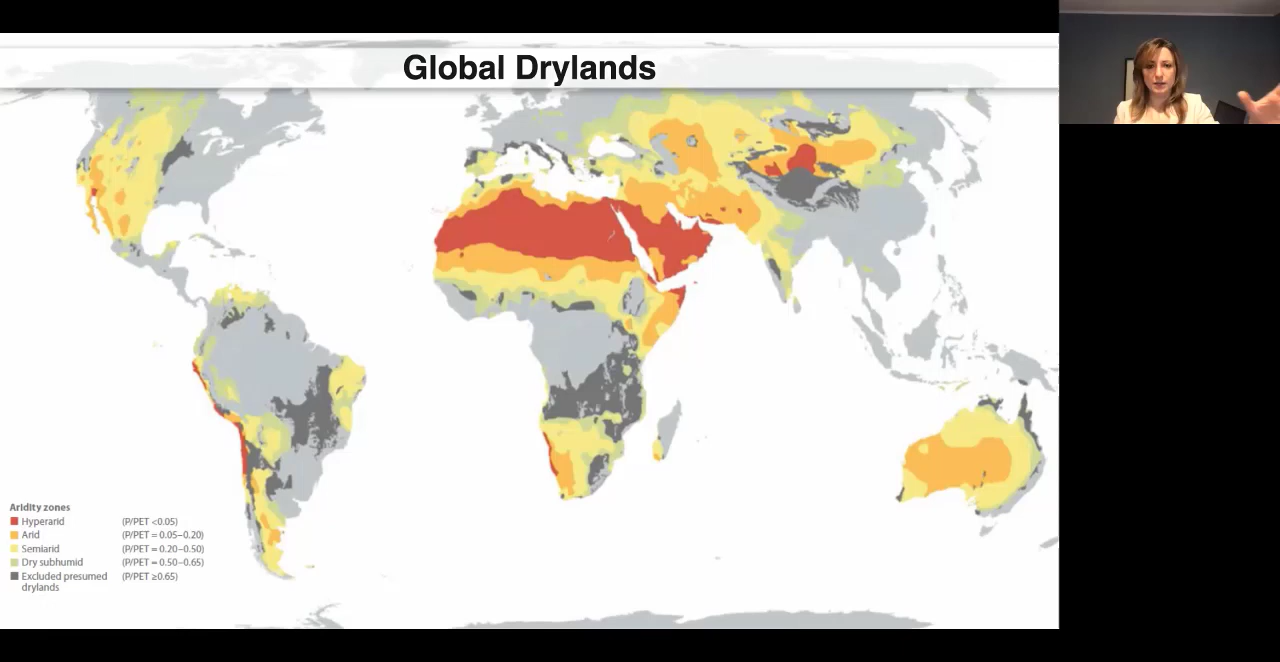 Global Drylands
Aridity zones
Hyperarid (P/PET <0.05)
Arid (P/PET = 0.05–0.20)
Semiarid (P/PET = 0.20–0.50)
Dry subhumid (P/PET = 0.50–0.65)
Excluded presumed (P/PET ≥0.65)
drylands